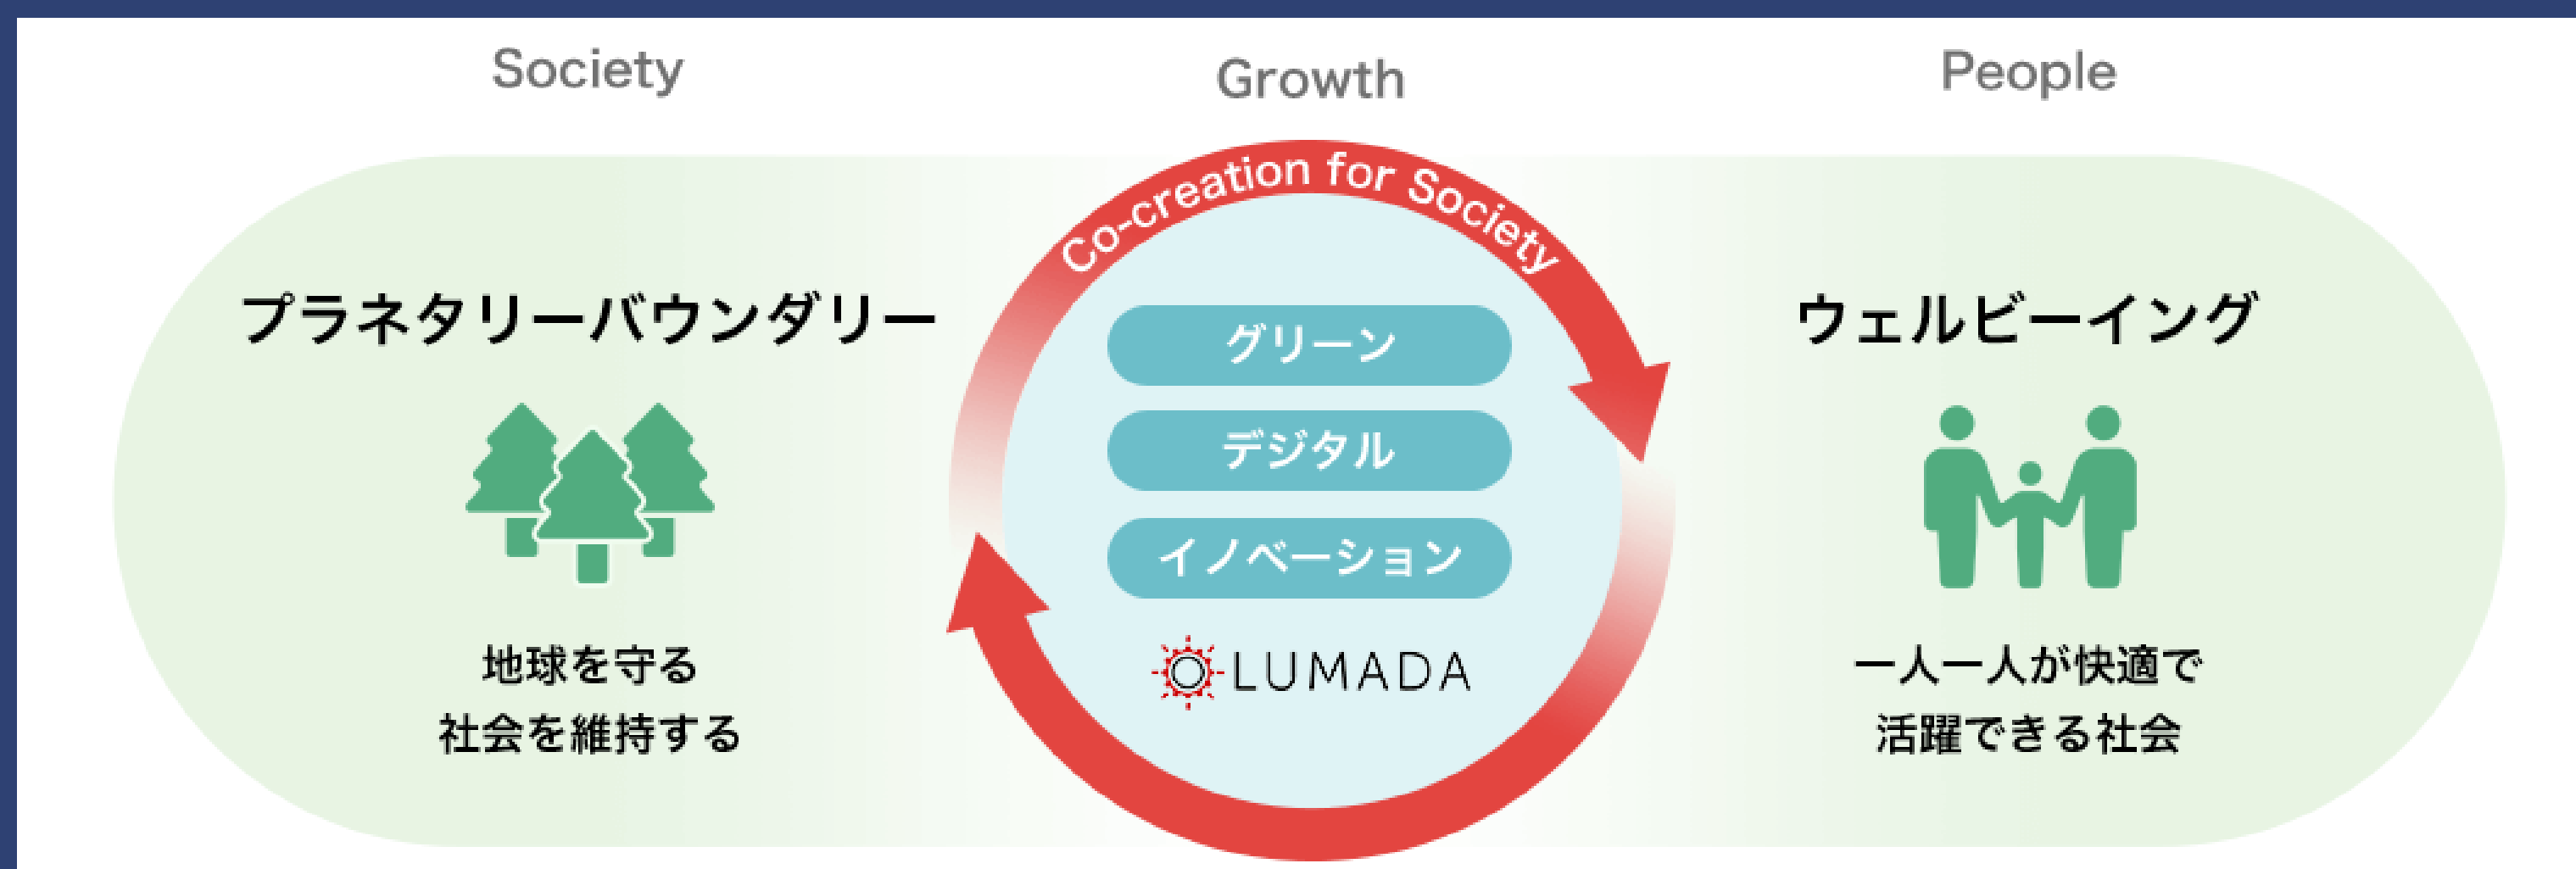 Society
Growth
People
Co-creation for Society
プラネタリーバウンダリー
地球を守る
社会を維持する
グリーン
デジタル
イノベーション
LUMADA
ウェルビーイング
一人一人が快適で
活躍できる社会